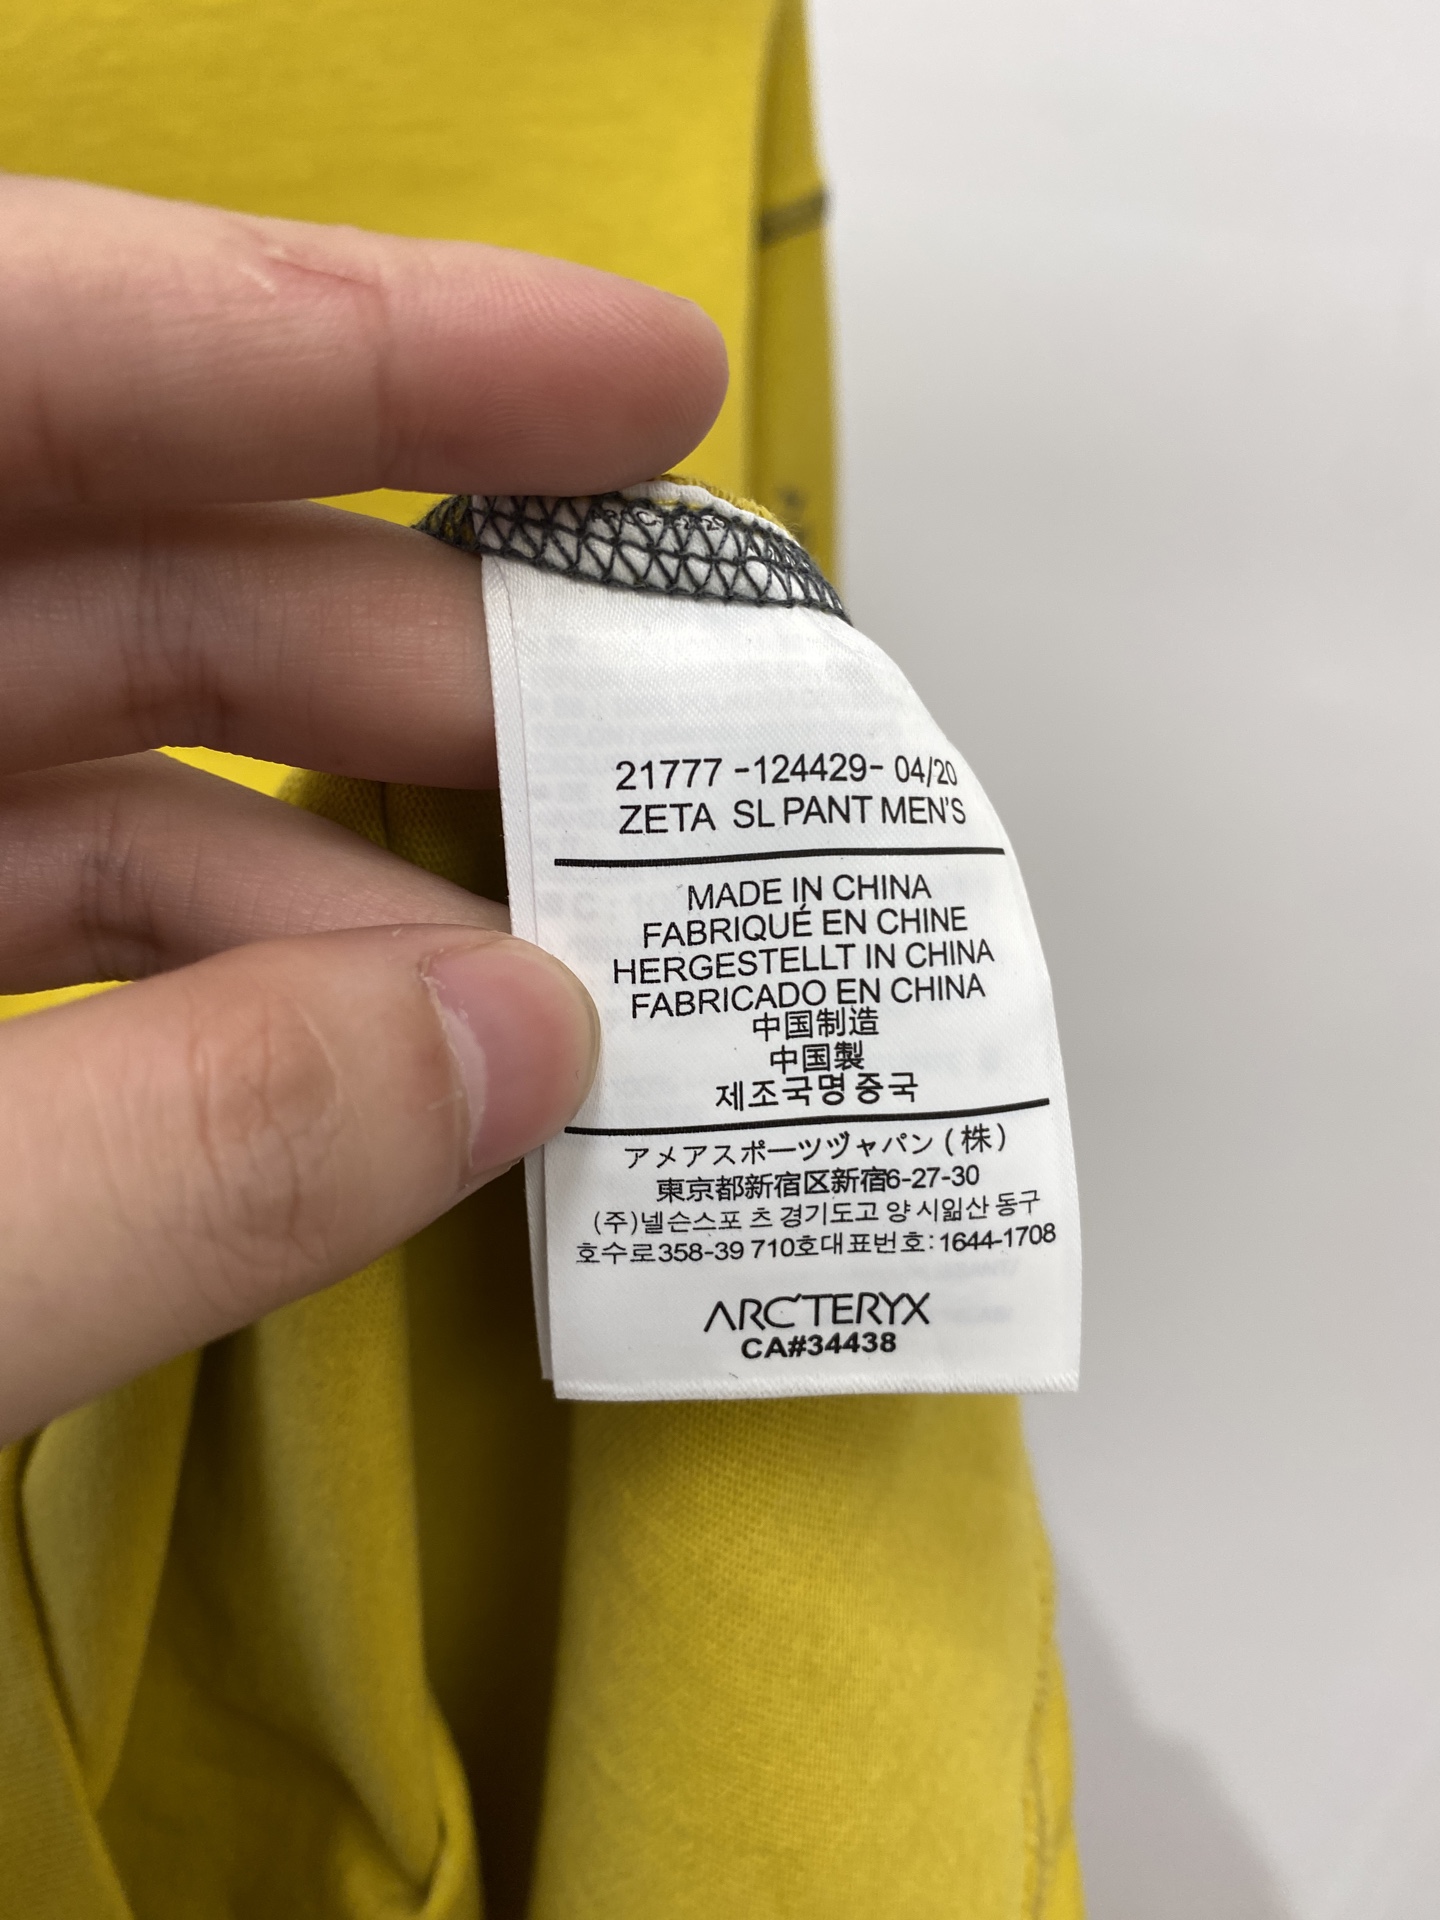 21777 -124429- 04/20
ZETA SL PANT MEN'S
MADE IN CHINA
FABRIQUÉ EN CHINE
HERGESTELLT IN CHINA
FABRICADO EN CHINA
中国制造
中国製
제조국명중국
アメアスポーツヅャパン(株)
東京都新宿区新宿6-27-30
(주)넬슨스포 츠 경기도고 양 시일산 동구
호수로358-39 710호대표번호:1644-1708
ARC'TERYX
CA#34438